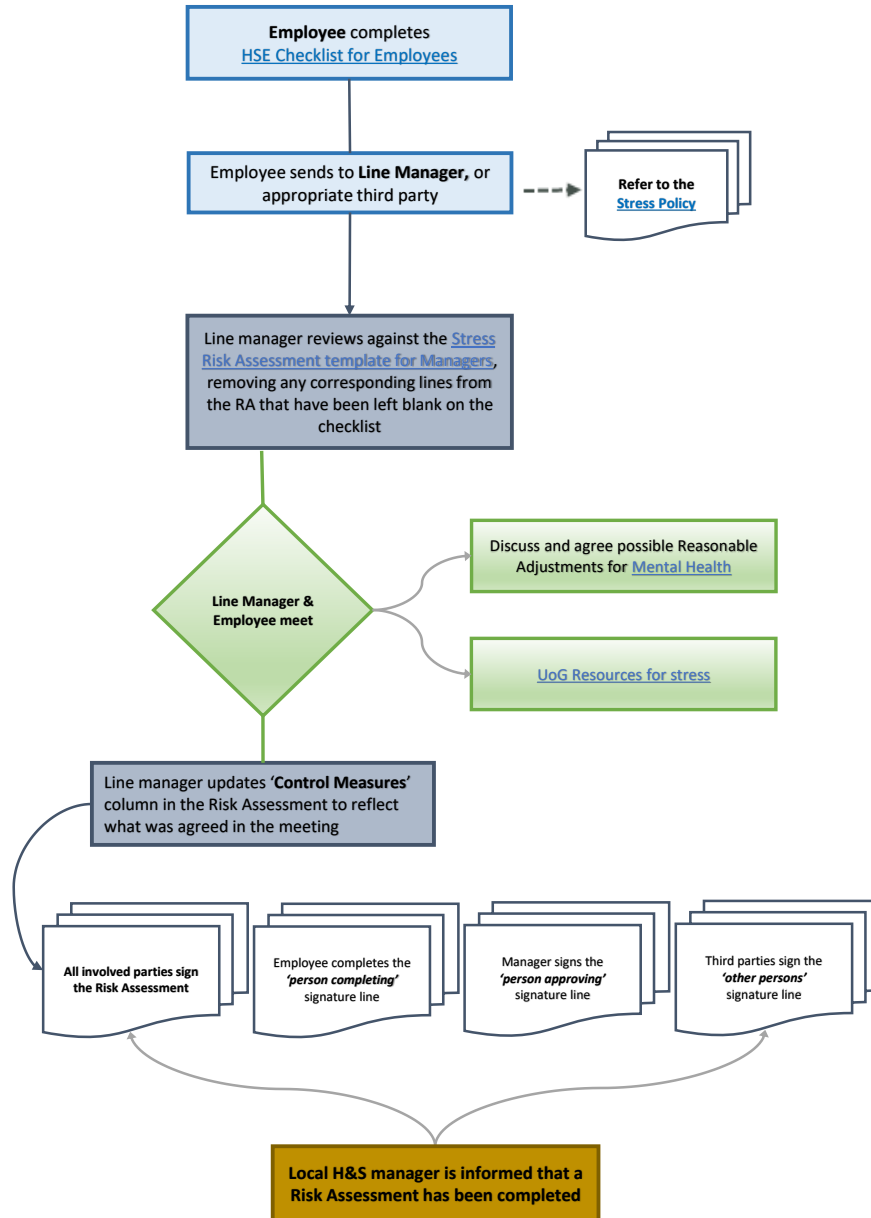 Employee completes
HSE Checklist for Employees
Employee sends to Line Manager, or
appropriate third party
Refer to the
Stress Policy
Line manager reviews against the Stress
Risk Assessment template for Managers,
removing any corresponding lines from
the RA that have been left blank on the
checklist
Line Manager &
Employee meet
Discuss and agree possible Reasonable
Adjustments for Mental Health
UoG Resources for stress
Line manager updates ‘Control Measures’
column in the Risk Assessment to reflect
what was agreed in the meeting
All involved parties sign
the Risk Assessment
Employee completes the
‘person completing’
signature line
Manager signs the
‘person approving’
signature line
Third parties sign the
‘other persons’
signature line
Local H&S manager is informed that a
Risk Assessment has been completed